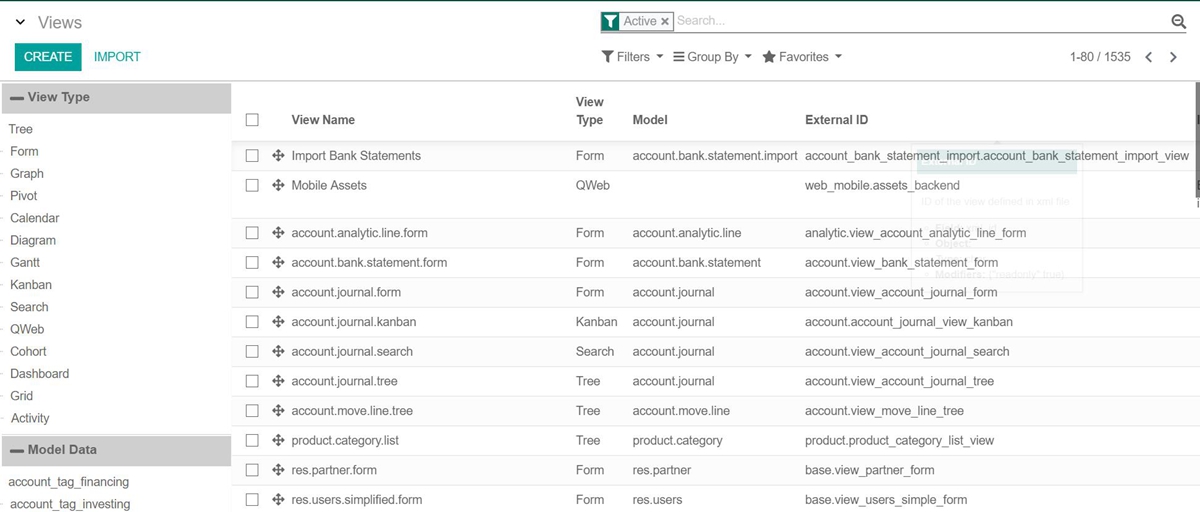 Views
Active × Search...
CREATE IMPORT
Filters Group By Favorites 1-80 / 1535
View Type
Tree
Form
Graph
Pivot
Calendar
Diagram
Gantt
Kanban
Search
QWeb
Cohort
Dashboard
Grid
Activity
Model Data
account_tag_financing
account_tag_investing
View Name View Type Model External ID
Import Bank Statements Form account.bank.statement.import account_bank_statement_import.account_bank_statement_import_view
Mobile Assets QWeb web_mobile.assets_backend
ID of the view defined in xml file
account.analytic.line.form Form account.analytic.line analytic.view_account_analytic_line_form
Object:
account.bank.statement.form Form account.bank.statement account.view_bank_statement_form
Modifiers: {"readonly":true}
account.journal.form Form account.journal account.view_account_journal_form
account.journal.kanban Kanban account.journal account.account_journal_view_kanban
account.journal.search Search account.journal account.view_account_journal_search
account.journal.tree Tree account.journal account.view_account_journal_tree
account.move.line.tree Tree account.move.line account.view_move_line_tree
product.category.list Tree product.category product.product_category_list_view
res.partner.form Form res.partner base.view_partner_form
res.users.simplified.form Form res.users base.view_users_simple_form